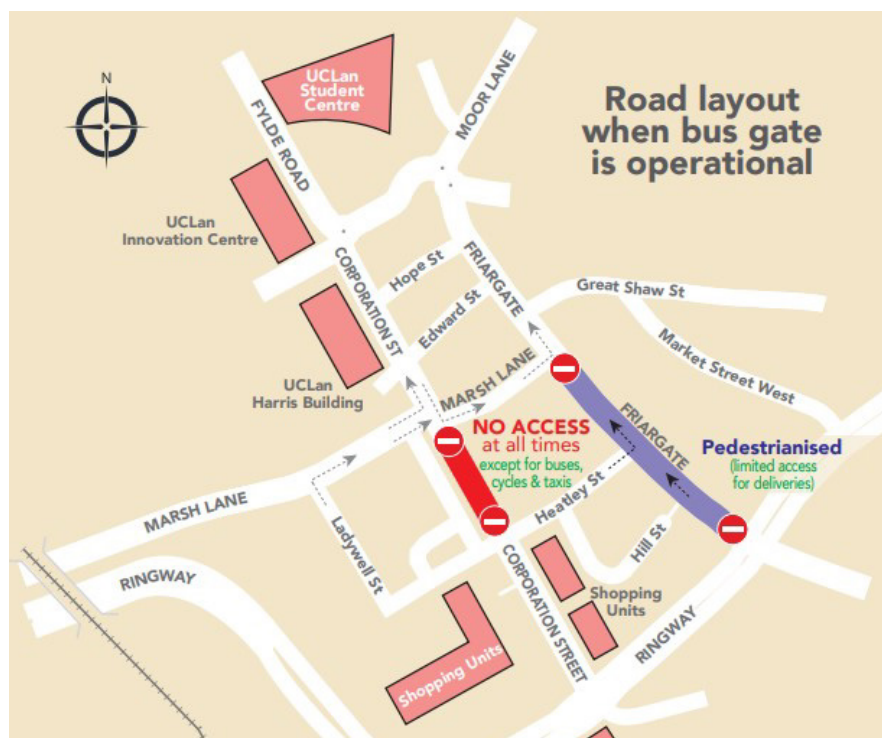 N
UCLan
Student
Centre
MOOR LANE
Road layout
when bus gate
is operational
FYLDE ROAD
UCLan
Innovation Centre
CORPORATION ST
Hope St
FRIARGATE
Great Shaw St
Edward St
Market Street West
UCLan
Harris Building
MARSH LANE
NO ACCESS
at all times
except for buses,
cycles & taxis
FRIARGATE
Pedestrianised
(limited access
for deliveries)
MARSH LANE
Ladywell St
Heatley St
Hill St
RINGWAY
CORPORATION STREET
Shopping
Units
RINGWAY
Shopping Units